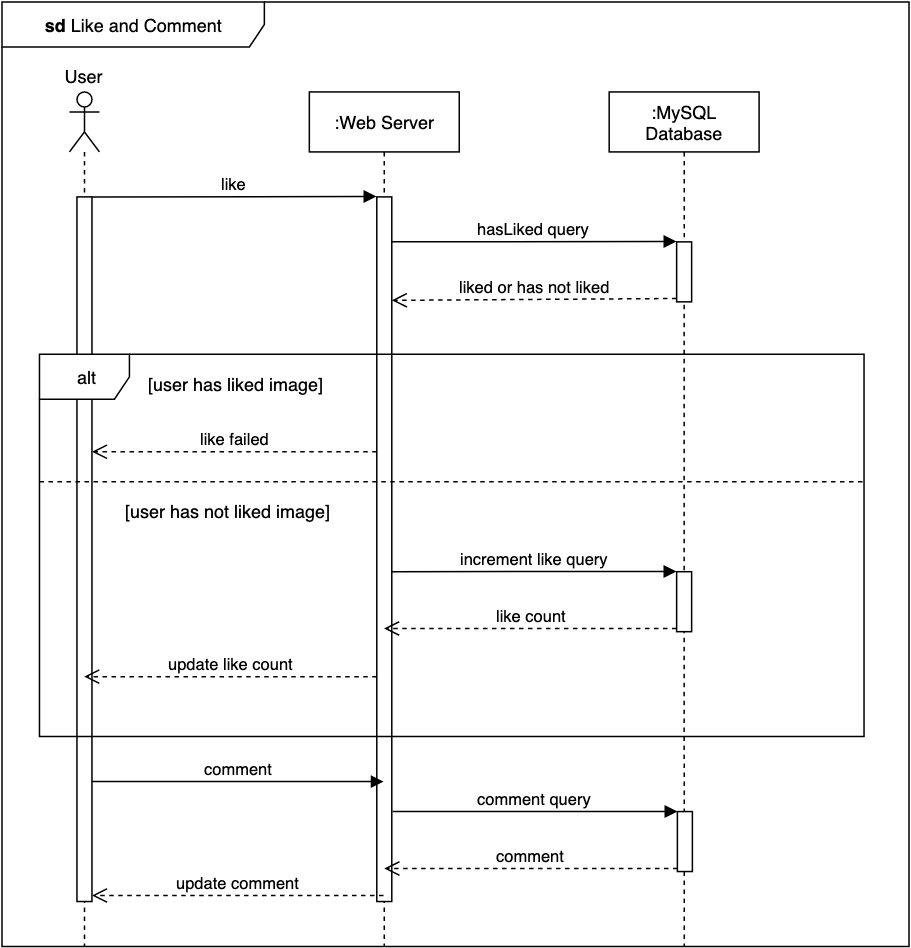 sd Like and Comment
User
:Web Server
:MySQL
Database
like
hasLiked query
liked or has not liked
alt
[user has liked image]
like failed
[user has not liked image]
increment like query
like count
update like count
comment
comment query
comment
update comment